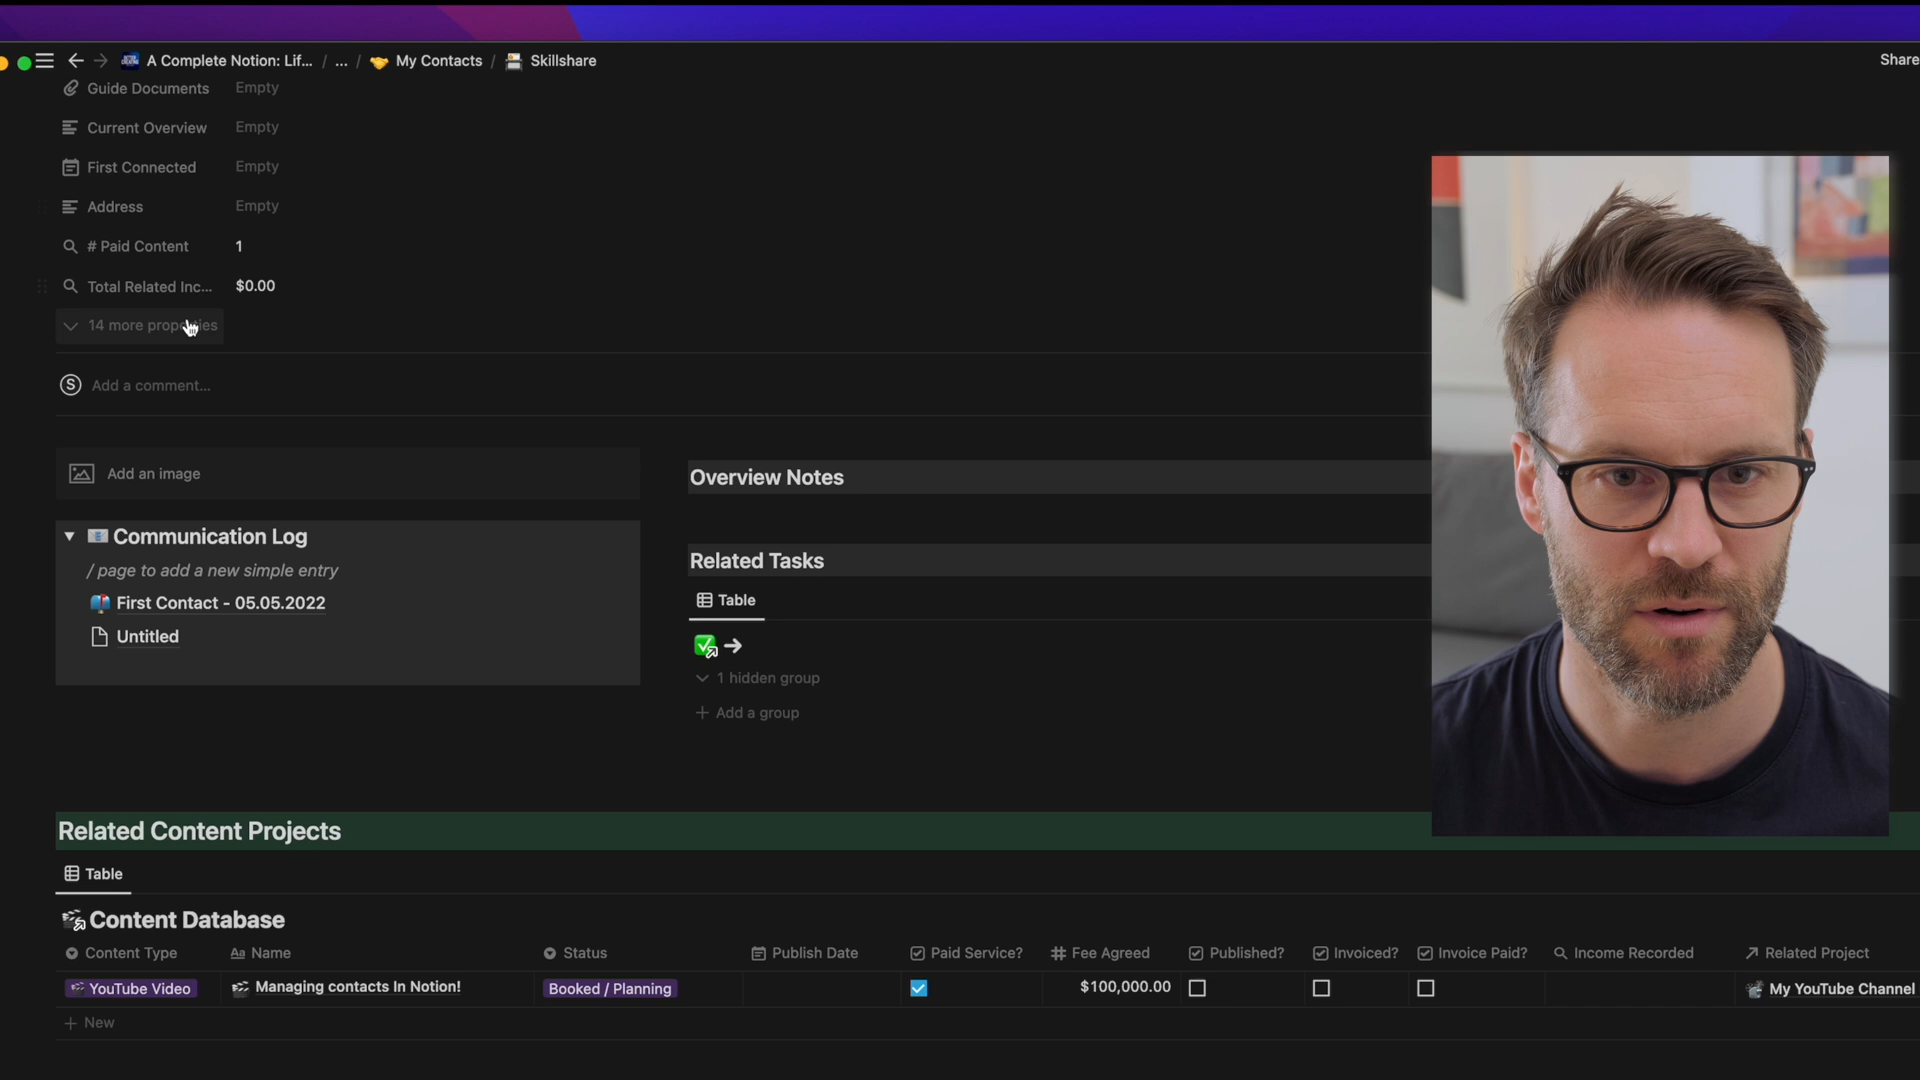 A Complete Notion: Lif... / ... / My Contacts / Skillshare
Share
Guide Documents Empty
Current Overview Empty
First Connected Empty
Address Empty
# Paid Content 1
Total Related Inc... $0.00
14 more properties
S Add a comment...
Add an image
Communication Log
/ page to add a new simple entry
First Contact - 05.05.2022
Untitled
Overview Notes
Related Tasks
Table
1 hidden group
+ Add a group
Related Content Projects
Table
Content Database
Content Type Aa Name Status Publish Date Paid Service? # Fee Agreed Published? Invoiced? Invoice Paid? Income Recorded Related Project
YouTube Video Managing contacts In Notion! Booked / Planning $100,000.00 My YouTube Channel
+ New